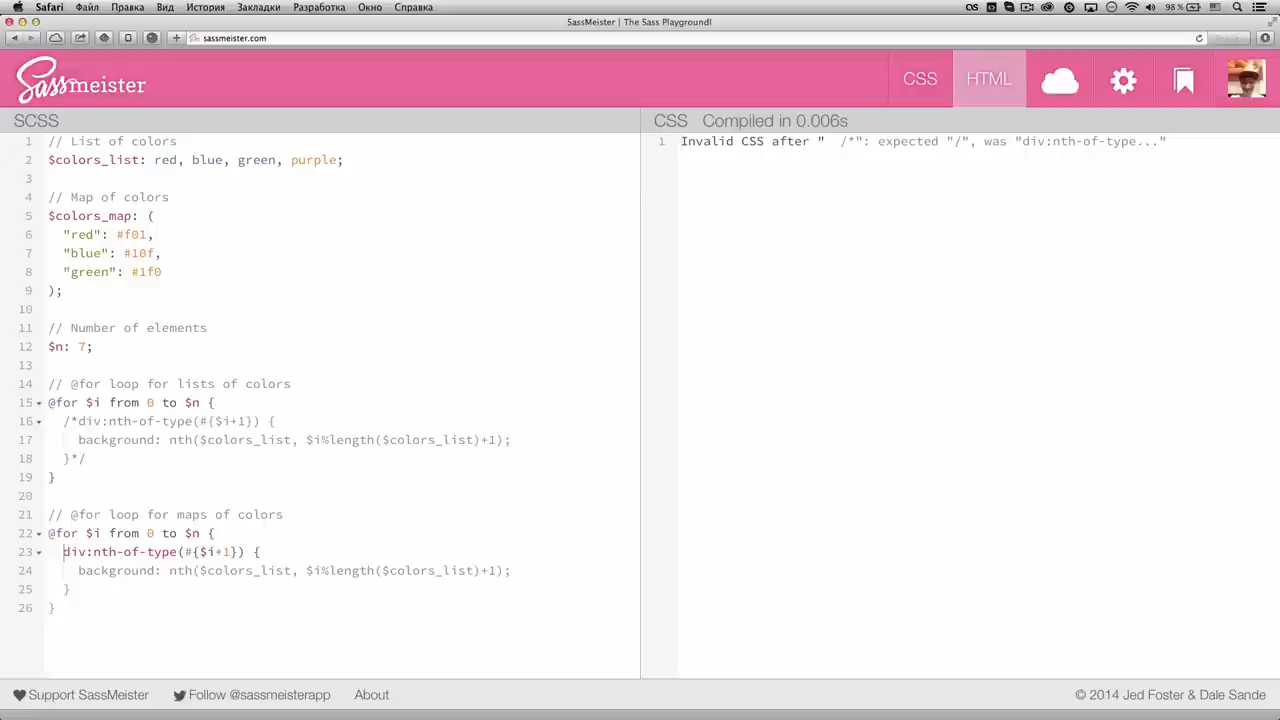 Safari Файл Правка Вид История Закладки Разработка Окно Справка 98 %
SassMeister | The Sass Playground!
sassmeister.com
SassMeister CSS HTML
SCSS
CSS Compiled in 0.006s
1 // List of colors
2 $colors_list: red, blue, green, purple;
3
4 // Map of colors
5 $colors_map: (
6 "red": #f01,
7 "blue": #10f,
8 "green": #1f0
9 );
10
11 // Number of elements
12 $n: 7;
13
14 // @for loop for lists of colors
15 @for $i from 0 to $n {
16 /*div:nth-of-type(#{$i+1}) {
17 background: nth($colors_list, $i%length($colors_list)+1);
18 }*/
19 }
20
21 // @for loop for maps of colors
22 @for $i from 0 to $n {
23 div:nth-of-type(#{$i+1}) {
24 background: nth($colors_list, $i%length($colors_list)+1);
25 }
26 }
1 Invalid CSS after " /*": expected "/", was "div:nth-of-type..."
Support SassMeister Follow @sassmeisterapp About © 2014 Jed Foster & Dale Sande